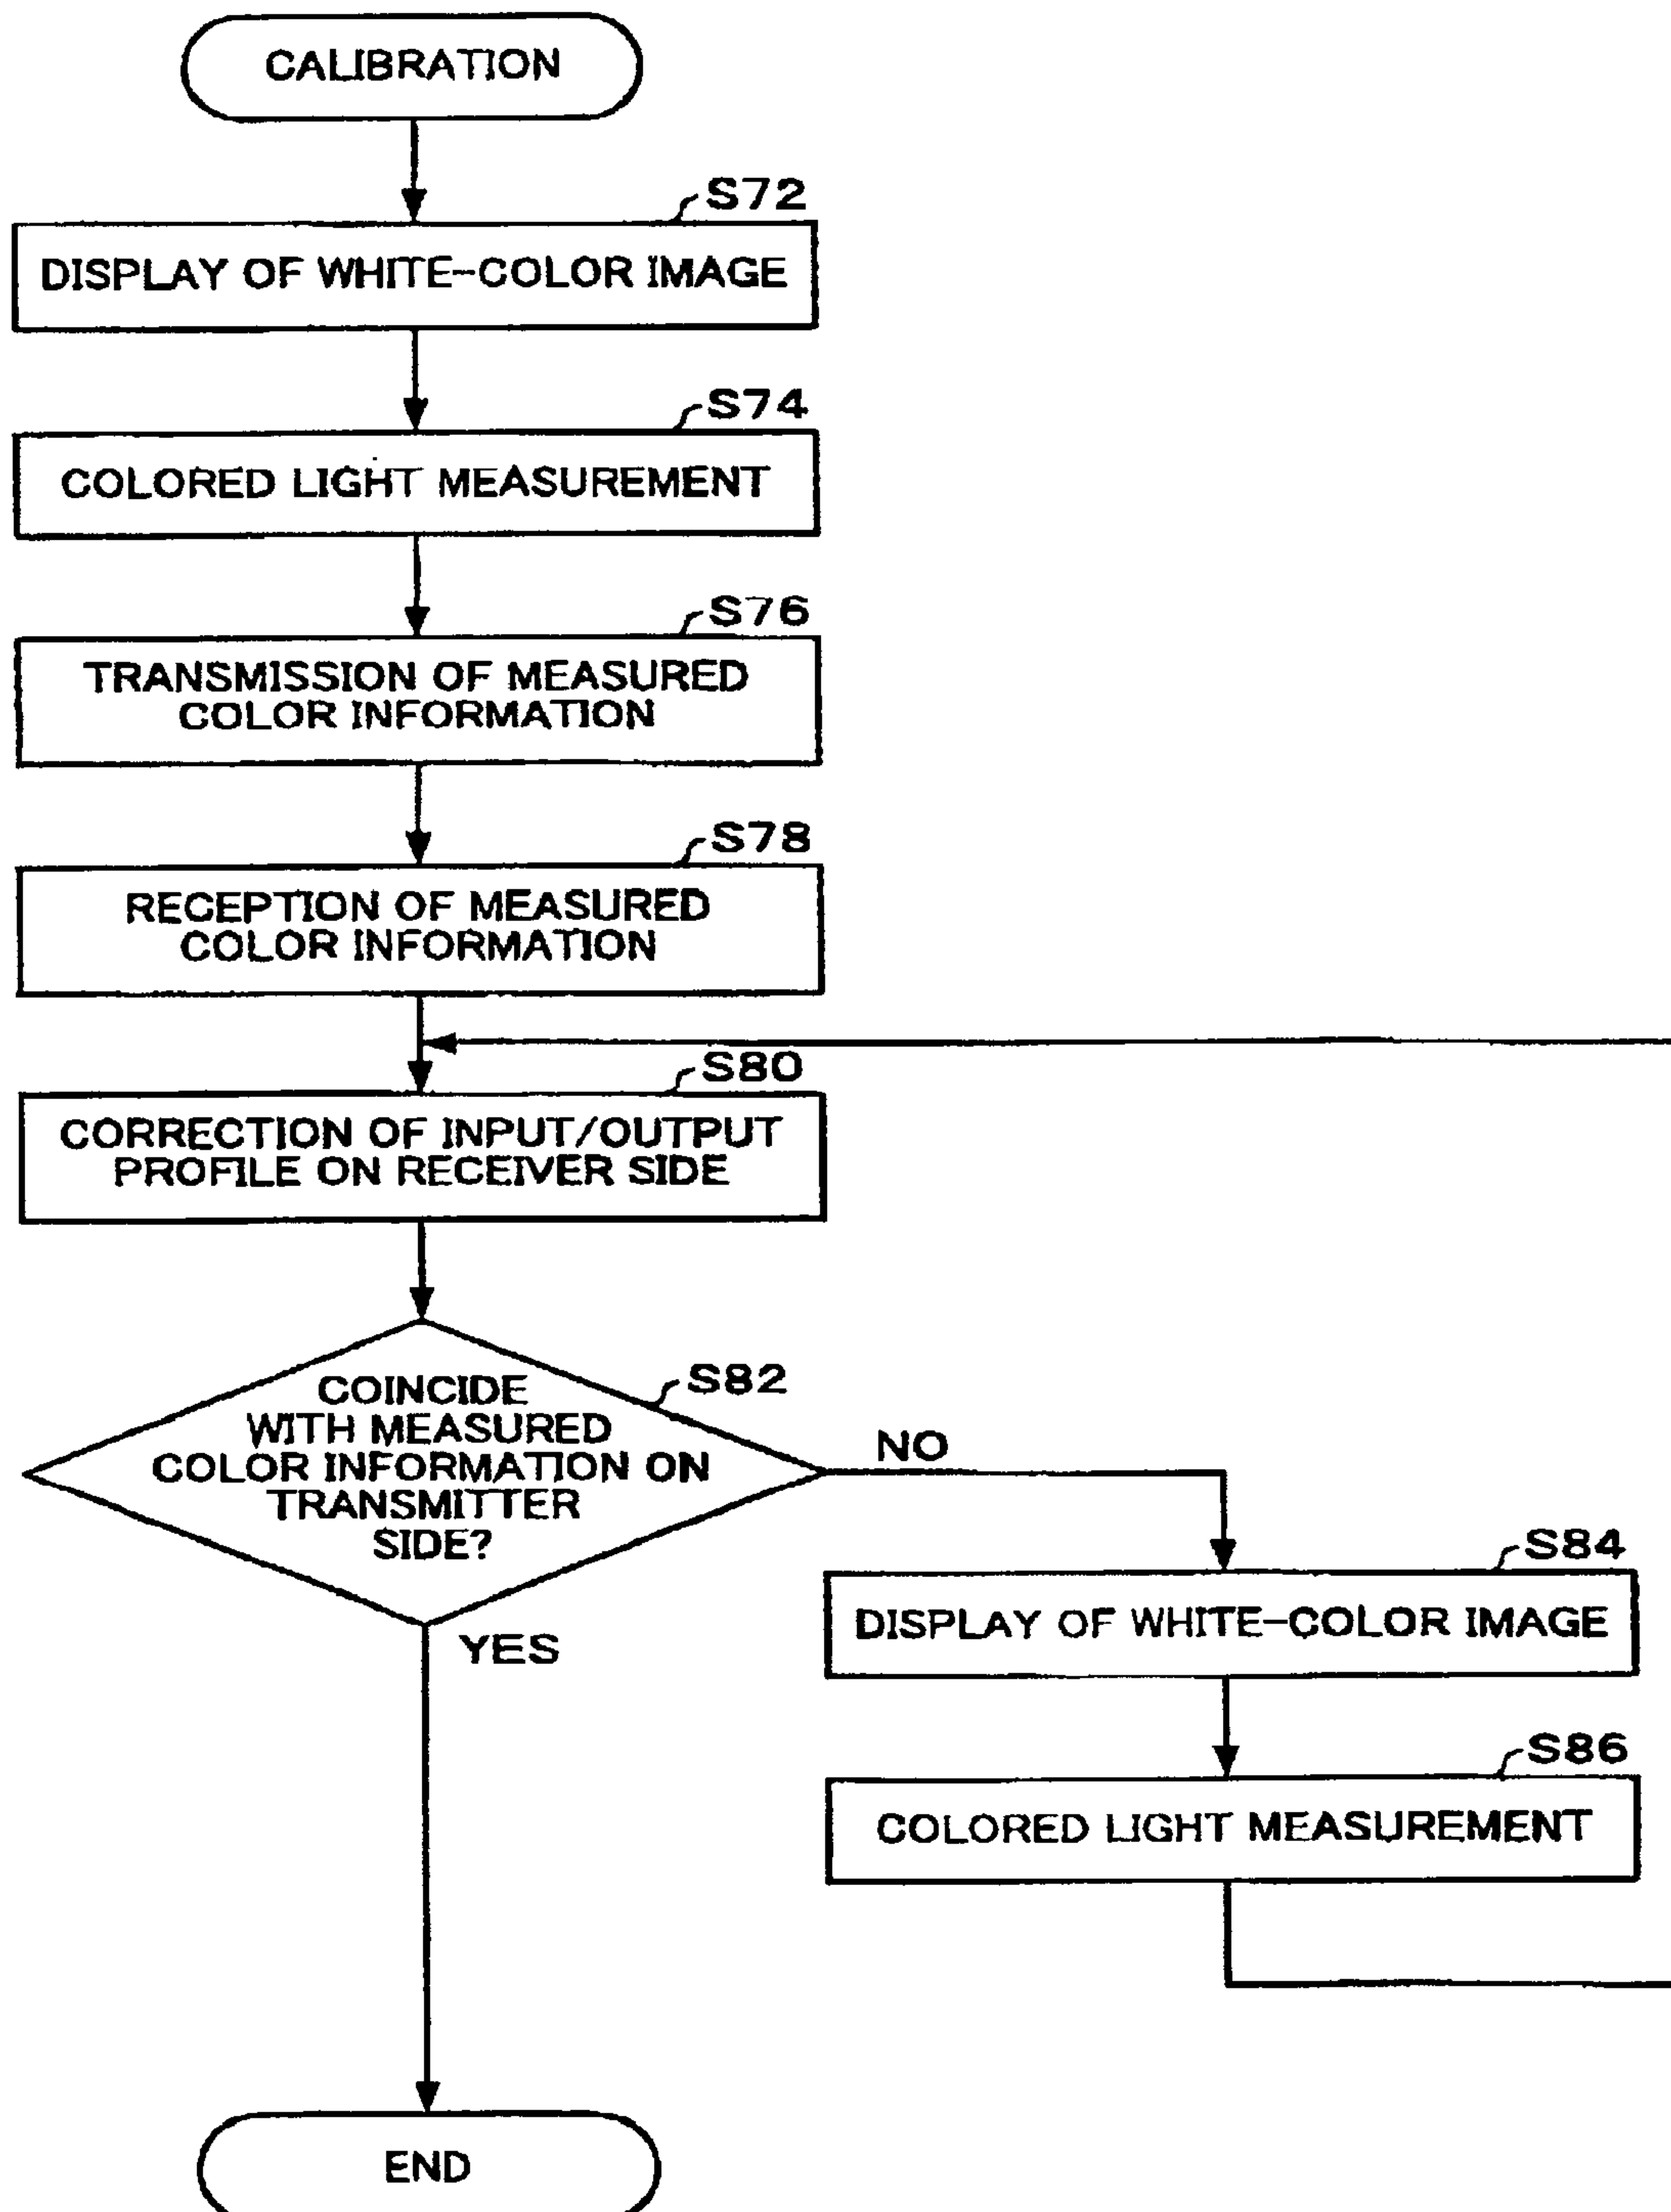 CALIBRATION
S72
DISPLAY OF WHITE-COLOR IMAGE
S74
COLORED LIGHT MEASUREMENT
S76
TRANSMISSION OF MEASURED
COLOR INFORMATION
S78
RECEPTION OF MEASURED
COLOR INFORMATION
S80
CORRECTION OF INPUT/OUTPUT
PROFILE ON RECEIVER SIDE
S82
COINCIDE
WITH MEASURED
COLOR INFORMATION ON
TRANSMITTER
SIDE?
NO
YES
S84
DISPLAY OF WHITE-COLOR IMAGE
S86
COLORED LIGHT MEASUREMENT
END